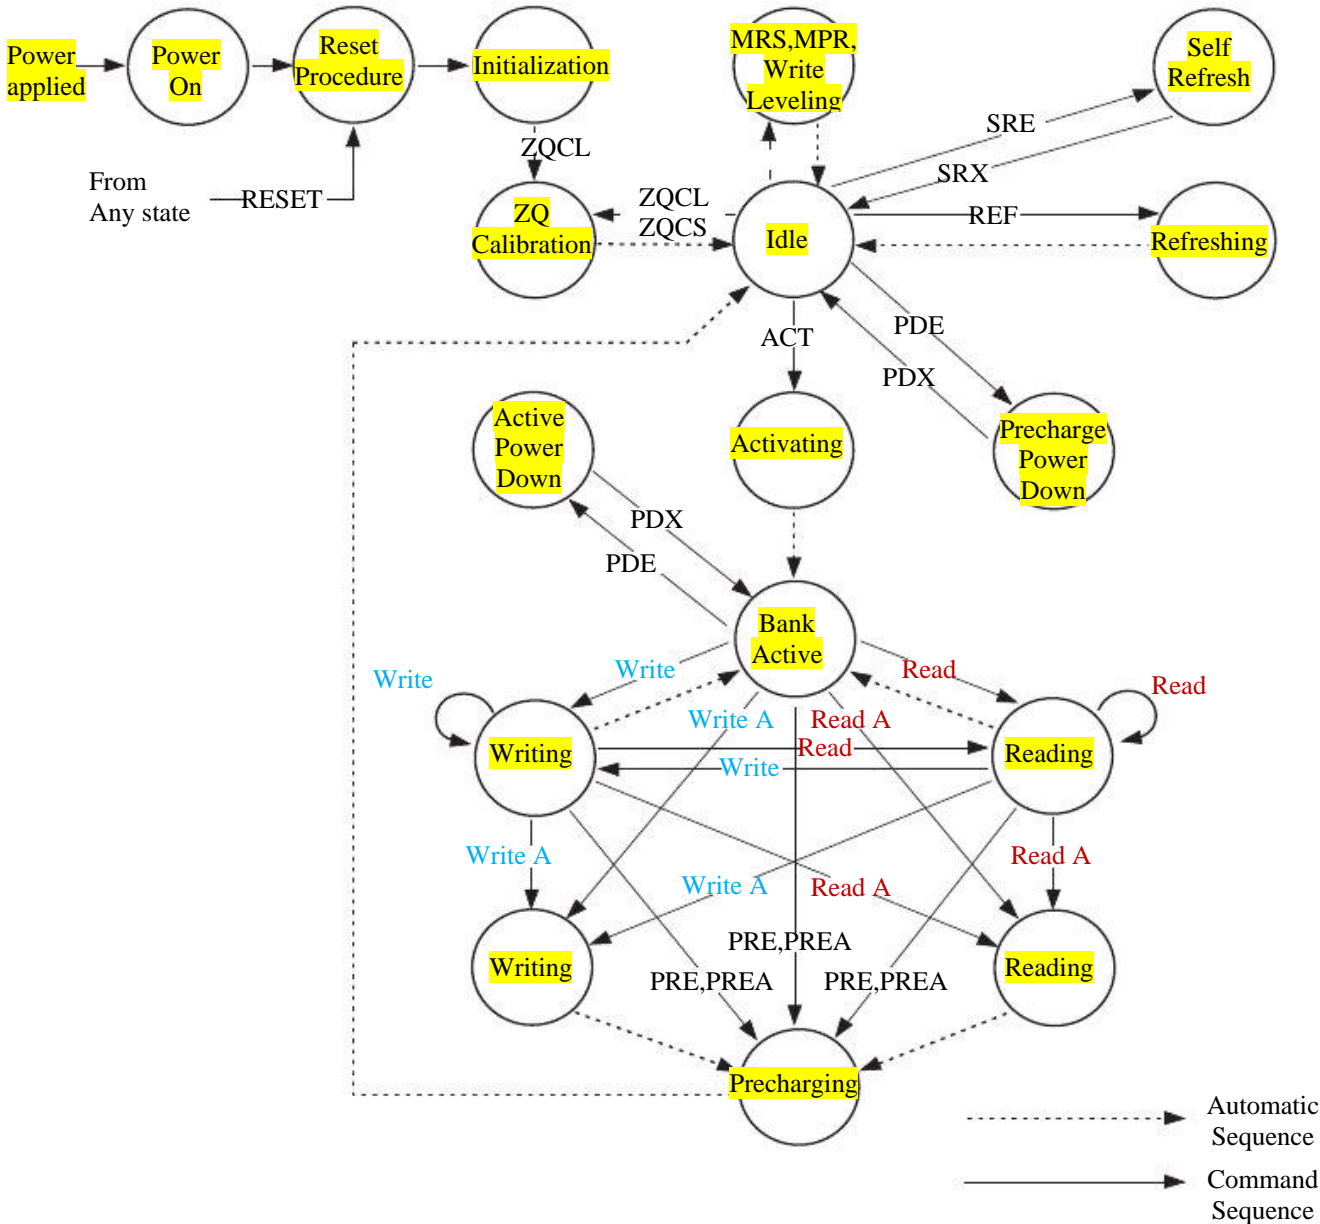 Power
applied
Power
On
Reset
Procedure
Initialization
MRS,MPR,
Write
Leveling
Self
Refresh
SRE
SRX
ZQCL
From
Any state
RESET
ZQ
Calibration
ZQCL
ZQCS
Idle
REF
Refreshing
ACT
PDE
PDX
Active
Power
Down
Activating
Precharge
Power
Down
PDX
PDE
Bank
Active
Write
Write
Read
Read
Write A
Read A
Writing
Read
Write
Reading
Write A
Write A
Read A
Read A
Writing
PRE,PREA
PRE,PREA
PRE,PREA
Reading
Precharging
Automatic
Sequence
Command
Sequence